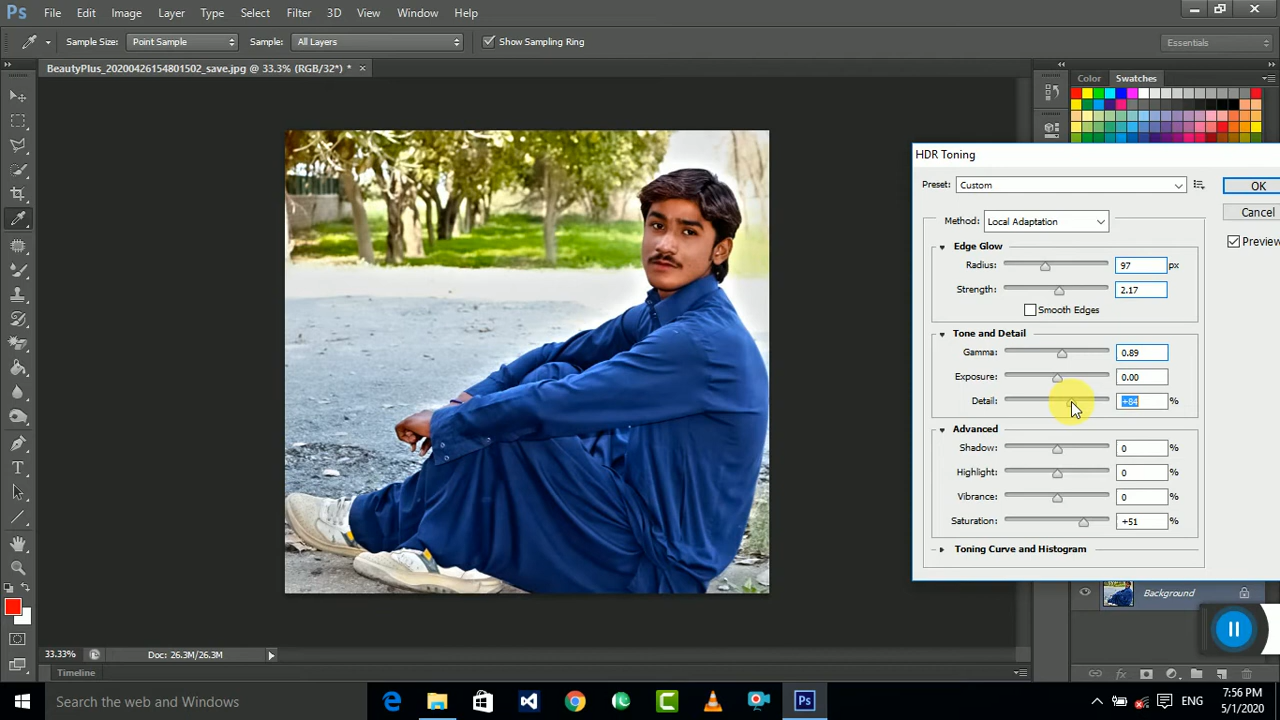 Ps File Edit Image Layer Type Select Filter 3D View Window Help
Sample Size: Point Sample Sample: All Layers Show Sampling Ring Essentials
BeautyPlus_20200426154801502_save.jpg @ 33.3% (RGB/32*) * ×
Color Swatches
HDR Toning
Preset: Custom OK
Method: Local Adaptation Cancel
Preview
Edge Glow
Radius: 97 px
Strength: 2.17
Smooth Edges
Tone and Detail
Gamma: 0.89
Exposure: 0.00
Detail: +84 %
Advanced
Shadow: 0 %
Highlight: 0 %
Vibrance: 0 %
Saturation: +51 %
Toning Curve and Histogram
Background
33.33% Doc: 26.3M/26.3M
Timeline
Search the web and Windows
ENG
7:56 PM
5/1/2020